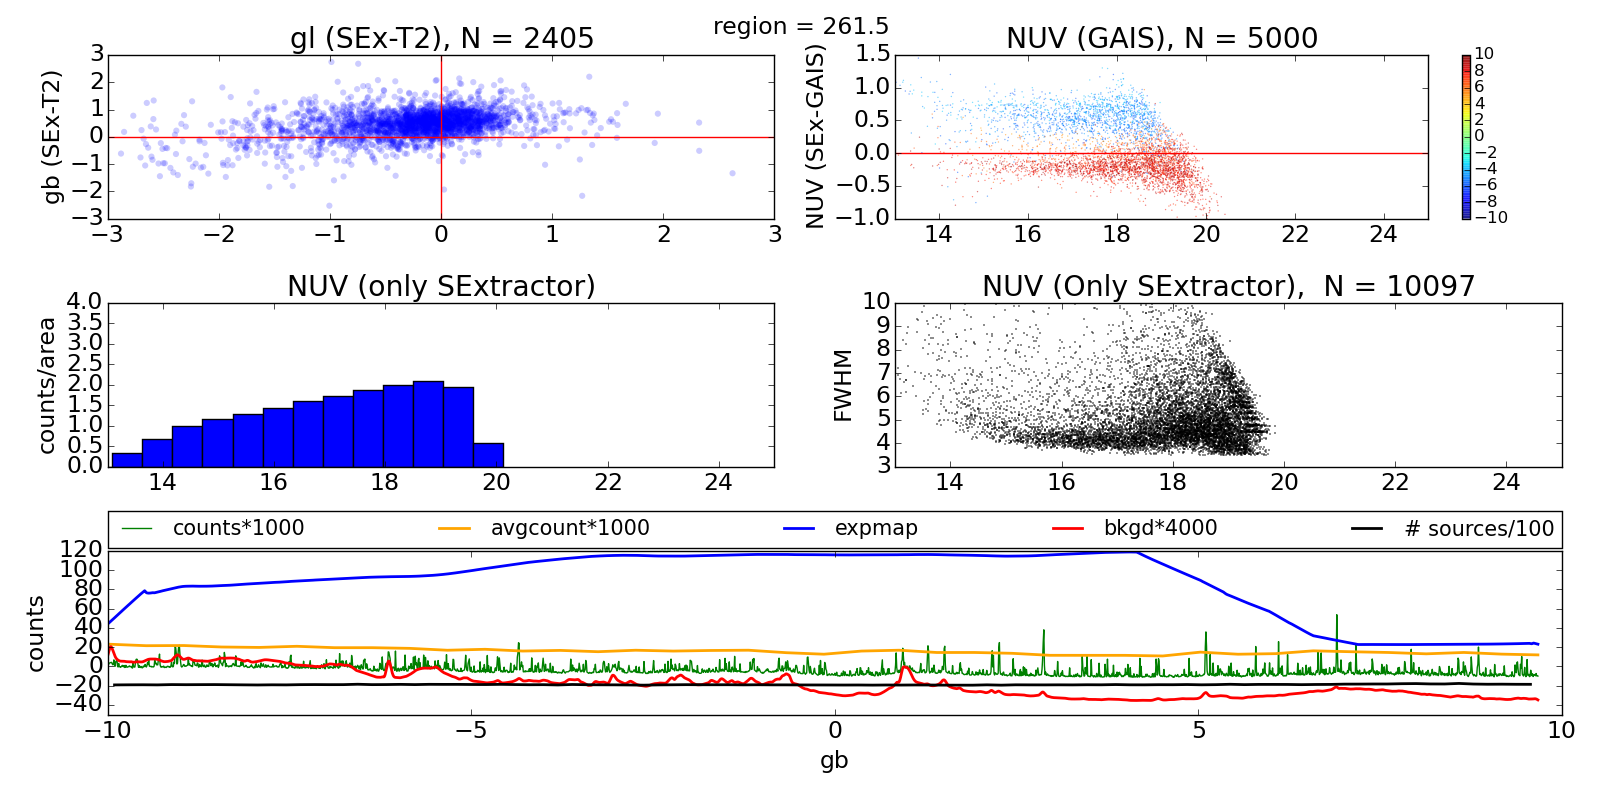 region = 261.5
gl (SEx-T2), N = 2405
gb (SEx-T2)
3
2
1
0
−1
−2
−3
−3 −2 −1 0 1 2 3
NUV (GAIS), N = 5000
NUV (SEx-GAIS)
1.5
1.0
0.5
0.0
−0.5
−1.0
14 16 18 20 22 24
10
8
6
4
2
0
−2
−4
−6
−8
−10
NUV (only SExtractor)
counts/area
4.0
3.5
3.0
2.5
2.0
1.5
1.0
0.5
0.0
14 16 18 20 22 24
NUV (Only SExtractor), N = 10097
FWHM
10
9
8
7
6
5
4
3
14 16 18 20 22 24
counts*1000 avgcount*1000 expmap bkgd*4000 # sources/100
counts
120
100
80
60
40
20
0
−20
−40
−10 −5 0 5 10
gb